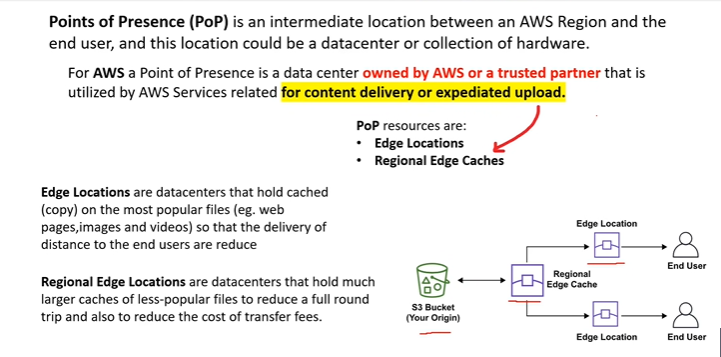 Points of Presence (PoP) is an intermediate location between an AWS Region and the
end user, and this location could be a datacenter or collection of hardware.
For AWS a Point of Presence is a data center owned by AWS or a trusted partner that is
utilized by AWS Services related for content delivery or expediated upload.
PoP resources are:
• Edge Locations
• Regional Edge Caches
Edge Locations are datacenters that hold cached
(copy) on the most popular files (eg. web
pages,images and videos) so that the delivery of
distance to the end users are reduce
Regional Edge Locations are datacenters that hold much
larger caches of less-popular files to reduce a full round
trip and also to reduce the cost of transfer fees.
Edge Location
End User
Regional
Edge Cache
S3 Bucket
(Your Origin)
Edge Location
End User